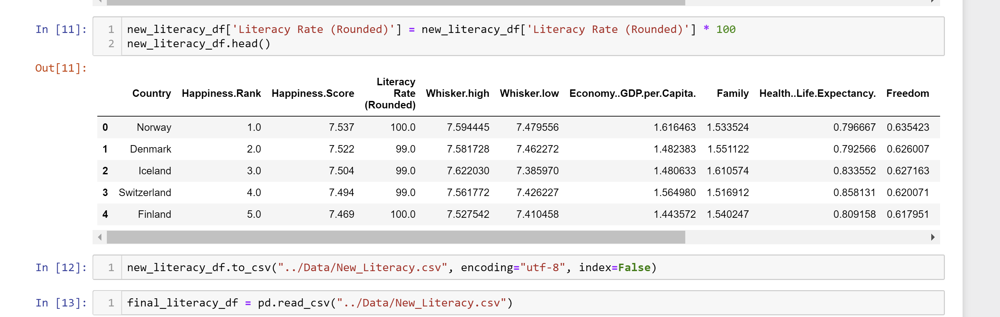 In [11]:
1 new_literacy_df['Literacy Rate (Rounded)'] = new_literacy_df['Literacy Rate (Rounded)'] * 100
2 new_literacy_df.head()
Out[11]:
Country Happiness.Rank Happiness.Score Literacy Rate (Rounded) Whisker.high Whisker.low Economy..GDP.per.Capita. Family Health..Life.Expectancy. Freedom
0 Norway 1.0 7.537 100.0 7.594445 7.479556 1.616463 1.533524 0.796667 0.635423
1 Denmark 2.0 7.522 99.0 7.581728 7.462272 1.482383 1.551122 0.792566 0.626007
2 Iceland 3.0 7.504 99.0 7.622030 7.385970 1.480633 1.610574 0.833552 0.627163
3 Switzerland 4.0 7.494 99.0 7.561772 7.426227 1.564980 1.516912 0.858131 0.620071
4 Finland 5.0 7.469 100.0 7.527542 7.410458 1.443572 1.540247 0.809158 0.617951
In [12]:
1 new_literacy_df.to_csv("../Data/New_Literacy.csv", encoding="utf-8", index=False)
In [13]:
1 final_literacy_df = pd.read_csv("../Data/New_Literacy.csv")